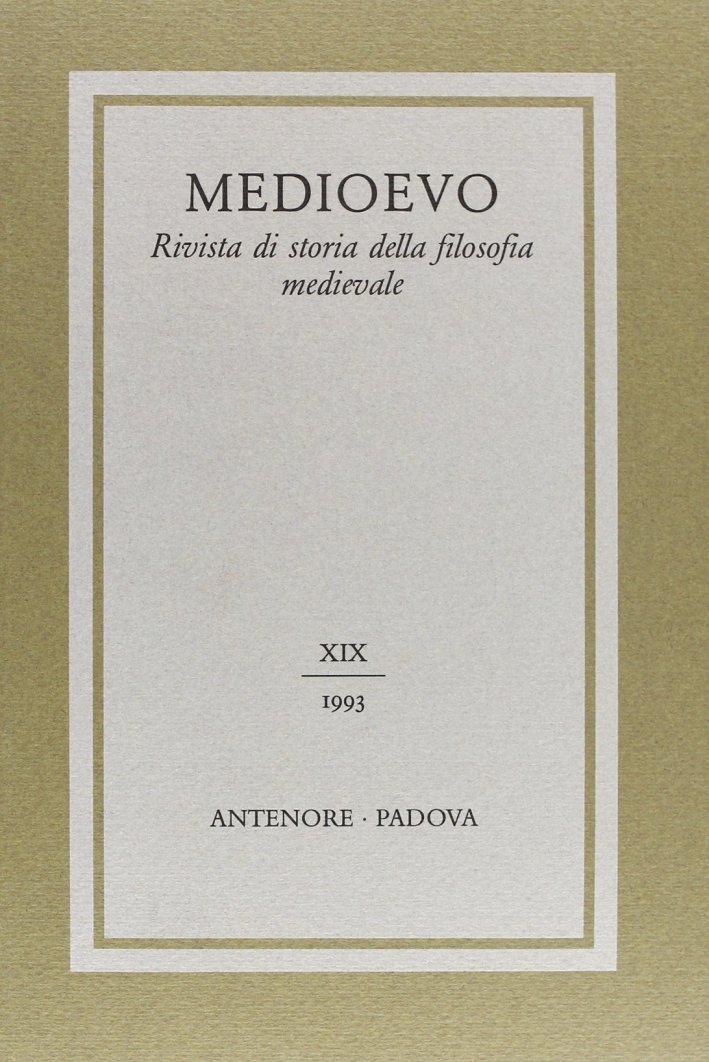 MEDIOEVO
Rivista di storia della filosofia
medievale
XIX
1993
ANTENORE · PADOVA